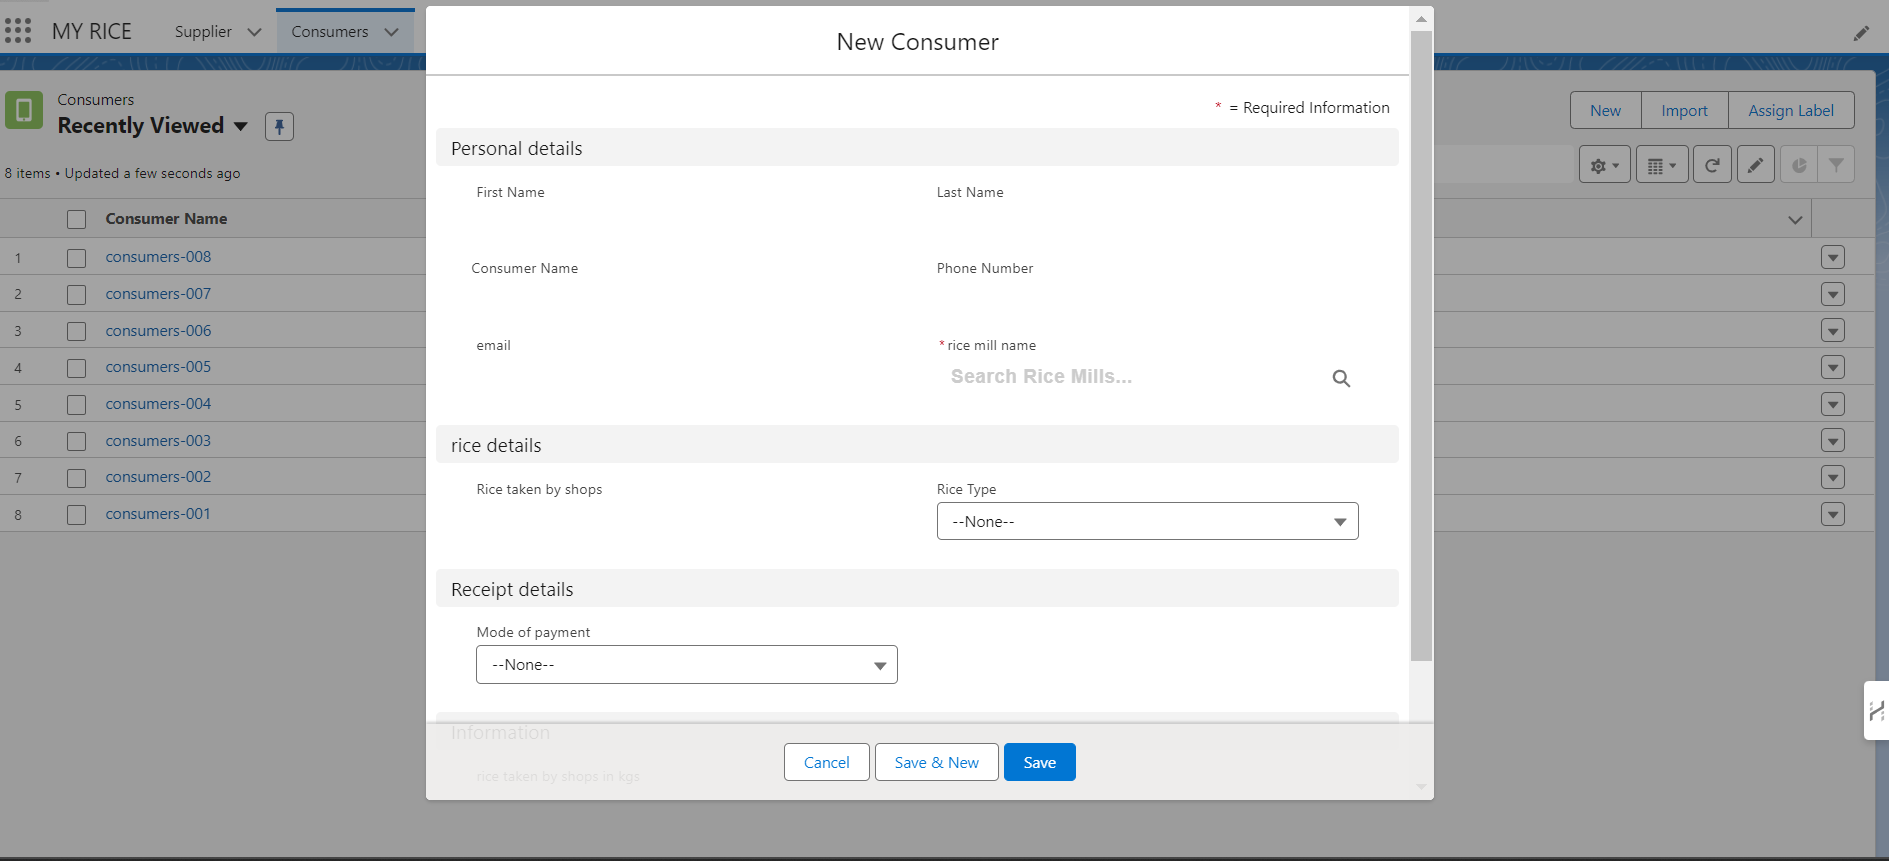 MY RICE
Supplier
Consumers
New Consumer
* = Required Information
Consumers
Recently Viewed
8 items • Updated a few seconds ago
New
Import
Assign Label
Consumer Name
1 consumers-008
2 consumers-007
3 consumers-006
4 consumers-005
5 consumers-004
6 consumers-003
7 consumers-002
8 consumers-001
Personal details
First Name
Last Name
Consumer Name
Phone Number
email
*rice mill name
Search Rice Mills...
rice details
Rice taken by shops
Rice Type
--None--
Receipt details
Mode of payment
--None--
Information
rice taken by shops in kgs
Cancel
Save & New
Save